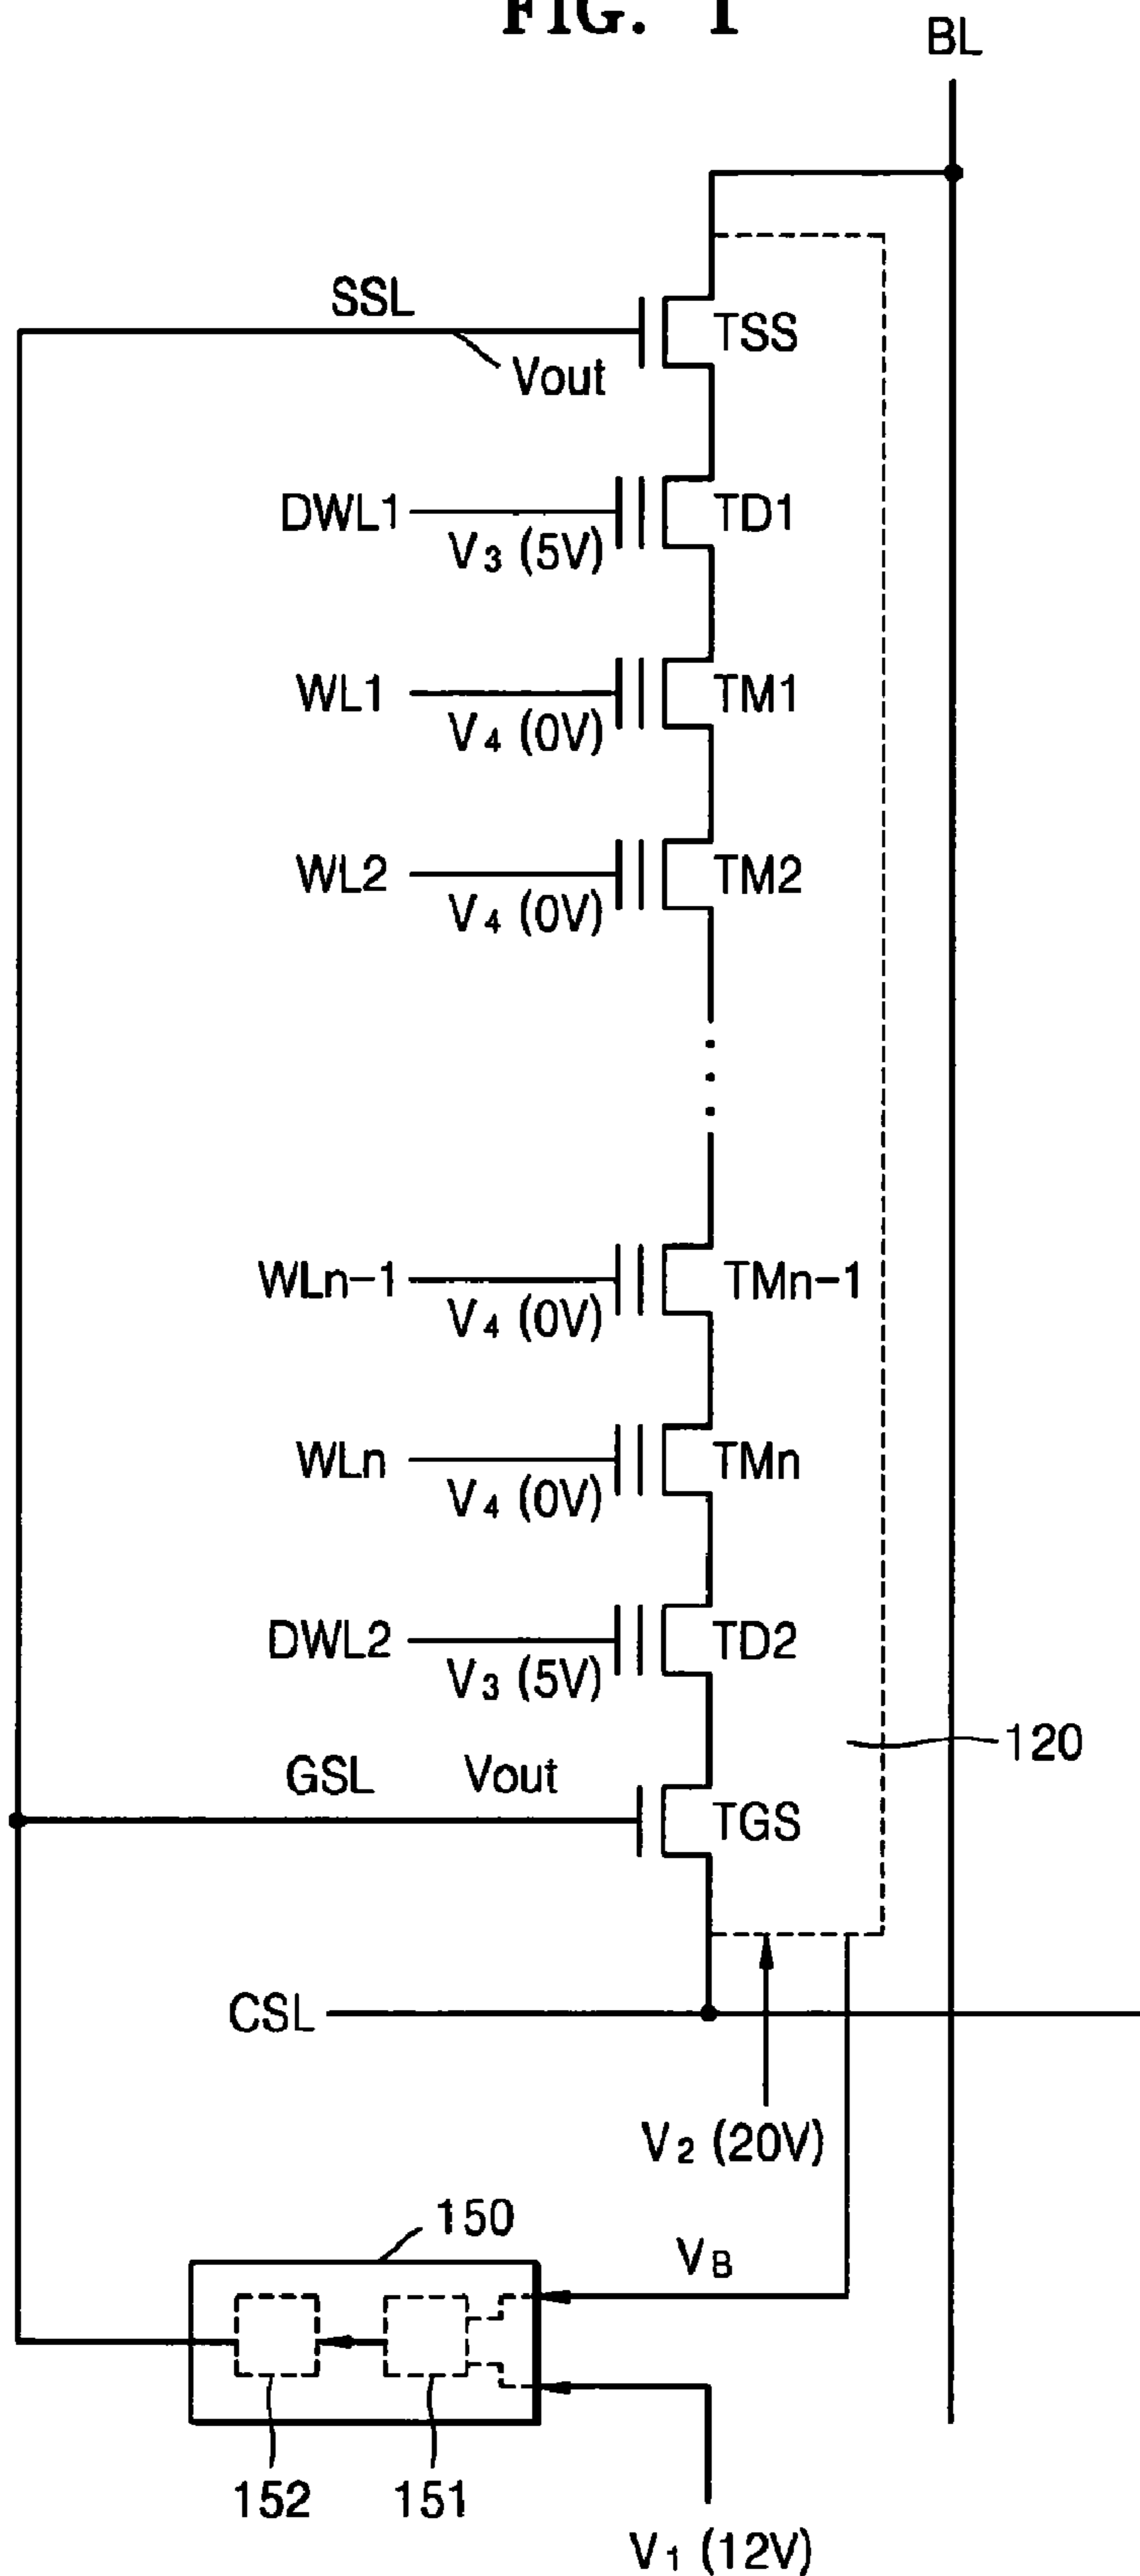 FIG. 1
BL
SSL
TSS
Vout
DWL1
TD1
V3 (5V)
WL1
TM1
V4 (0V)
WL2
TM2
V4 (0V)
WLn-1
TMn-1
V4 (0V)
WLn
TMn
V4 (0V)
DWL2
TD2
V3 (5V)
120
GSL
Vout
TGS
CSL
V2 (20V)
150
VB
152
151
V1 (12V)